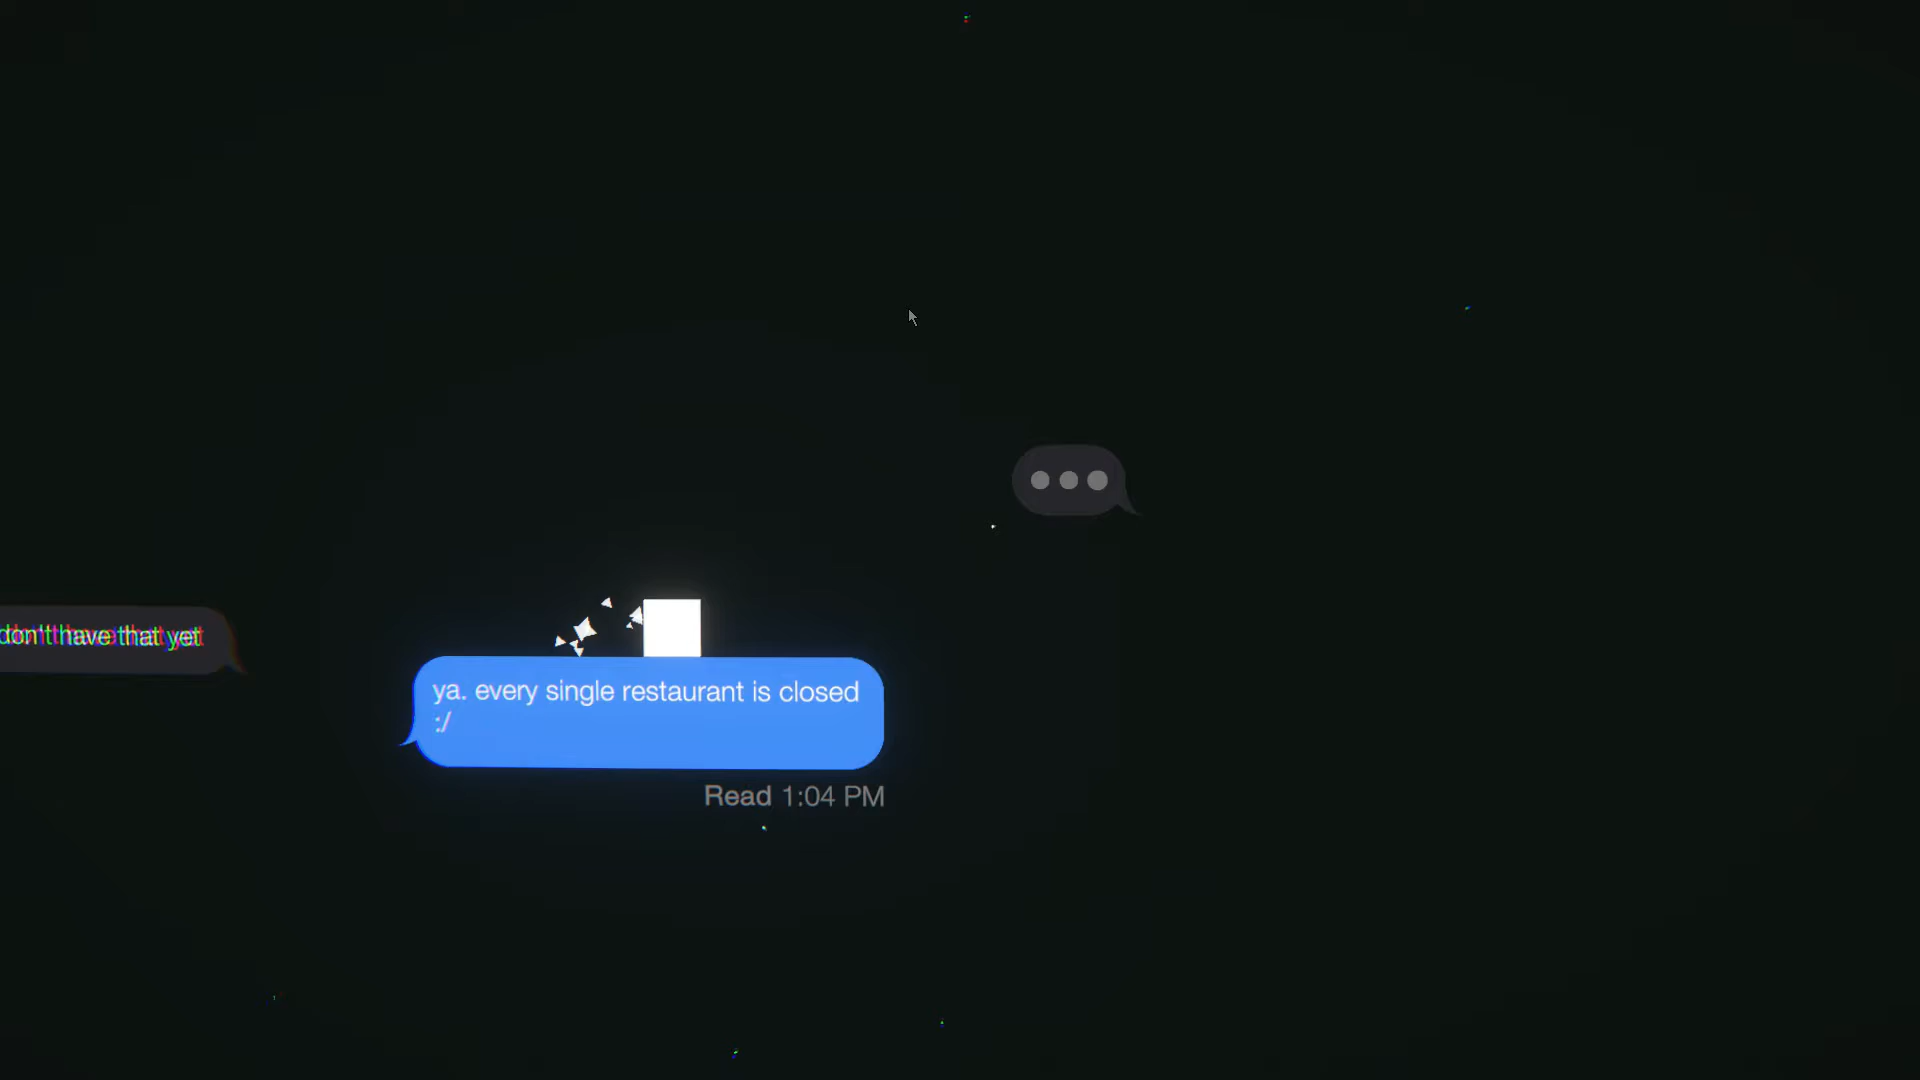 don't have that yet
ya. every single restaurant is closed
:/
Read 1:04 PM